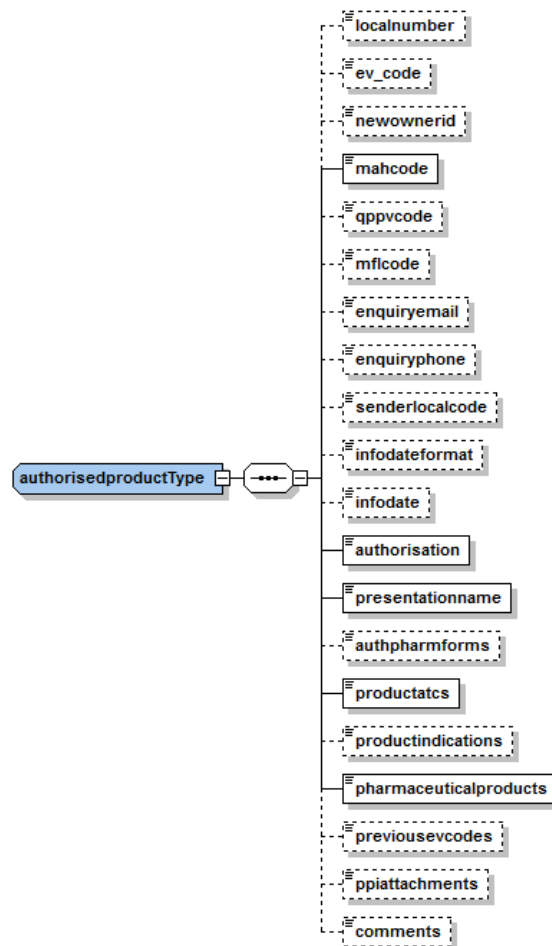 localnumber
ev_code
newownerid
mahcode
qppvcode
mflcode
enquiryemail
enquiryphone
senderlocalcode
authorisedproductType
infodateformat
infodate
authorisation
presentationname
authpharmforms
productatcs
productindications
pharmaceuticalproducts
previousevcodes
ppiattachments
comments